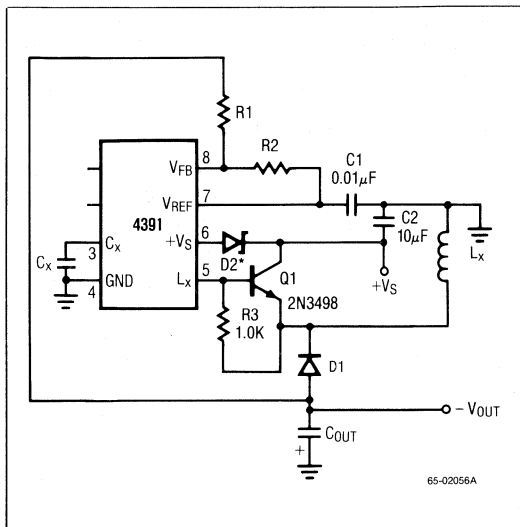 R1
R2
C1
0.01μF
C2
10μF
Lx
4391
VFB
8
VREF
7
+VS
6
Lx
5
Cx
3
GND
4
Cx
D2*
Q1
2N3498
R3
1.0K
+VS
D1
- VOUT
COUT
+
65-02056A